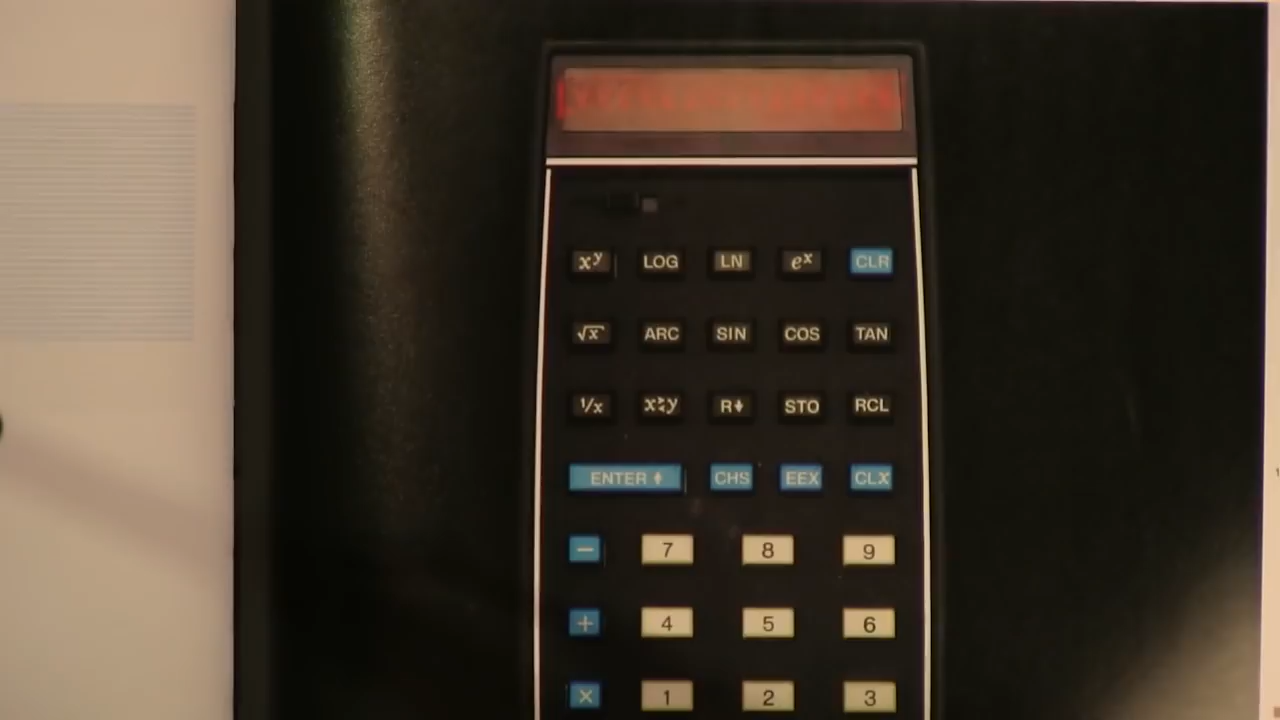 xʸ LOG LN eˣ CLR
√x ARC SIN COS TAN
1/x x≷y R↓ STO RCL
ENTER ↑ CHS EEX CLX
− 7 8 9
+ 4 5 6
× 1 2 3